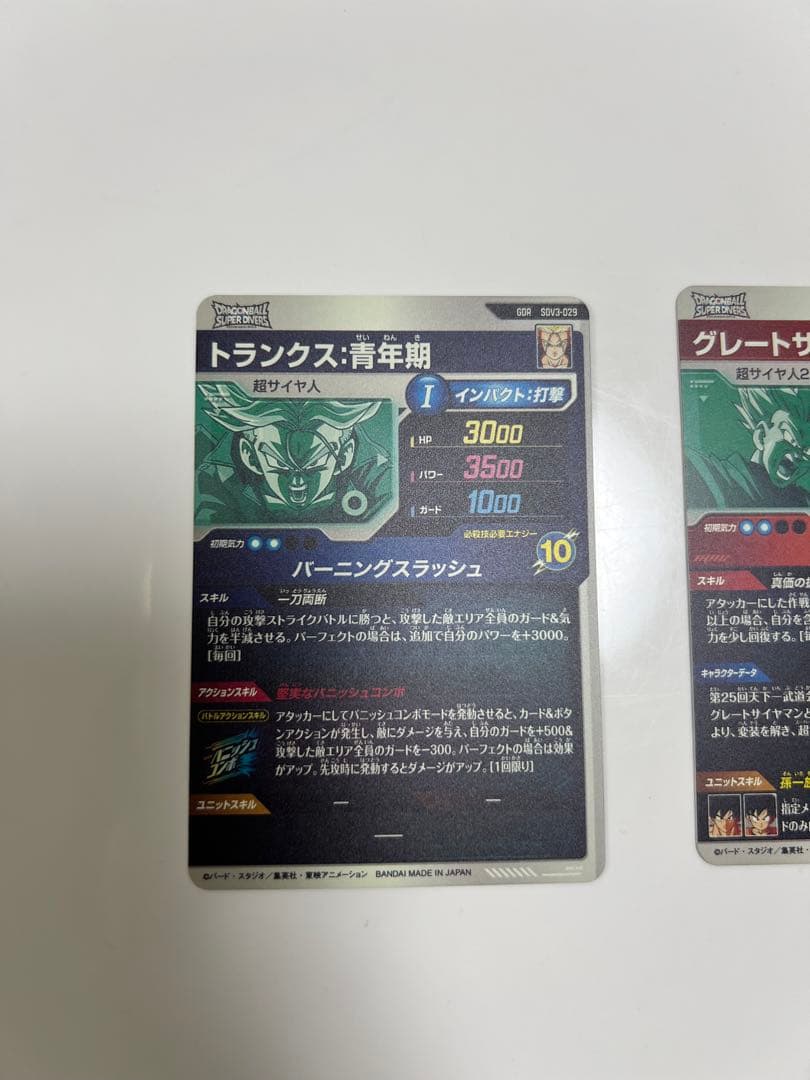 DRAGONBALL
SUPER DIVERS
GDR SDV3-029
トランクス:青年期
せい ねん き
超サイヤ人
I インパクト:打撃
HP 3000
パワー 3500
ガード 1000
初期気力
必殺技必要エナジー
10
バーニングスラッシュ
スキル 一刀両断
自分の攻撃ストライクバトルに勝つと、攻撃した敵エリア全員のガード&気
力を半減させる。パーフェクトの場合は、追加で自分のパワーを+3000。
[毎回]
アクションスキル 堅実なバニッシュコンボ
バトルアクションスキル
バニッシュ
コンボ
アタッカーにしてバニッシュコンボモードを発動させると、カード&ボタ
ンアクションが発生し、敵にダメージを与え、自分のガードを+500&
攻撃した敵エリア全員のガードを-300。パーフェクトの場合は効果
がアップ。先攻時に発動するとダメージがアップ。[1回限り]
ユニットスキル ー
ー
©バード・スタジオ/集英社・東映アニメーション BANDAI MADE IN JAPAN
DRAGONBALL
SUPER DIVERS
グレートサ
超サイヤ人2
初期気力
スキル 真価の
アタッカーにした作戦
以上の場合、自分を含
力を少し回復する。[毎
キャラクターデータ
第25回天下一武道会
グレートサイヤマンと
より、変装を解き、超
ユニットスキル 孫一族
指定メ
ドのみ
©バード・スタジオ/集英社・